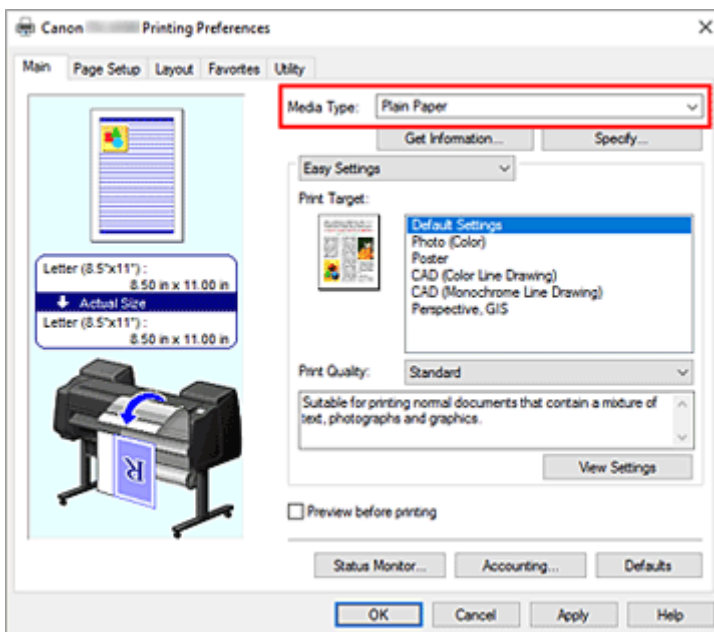 Canon Printing Preferences
Main Page Setup Layout Favorites Utility
Media Type: Plain Paper
Get Information... Specify...
Easy Settings
Print Target:
Default Settings
Photo (Color)
Poster
CAD (Color Line Drawing)
CAD (Monochrome Line Drawing)
Perspective, GIS
Letter (8.5"x11") :
8.50 in x 11.00 in
Actual Size
Letter (8.5"x11") :
8.50 in x 11.00 in
R
Print Quality: Standard
Suitable for printing normal documents that contain a mixture of
text, photographs and graphics.
View Settings
Preview before printing
Status Monitor... Accounting... Defaults
OK Cancel Apply Help